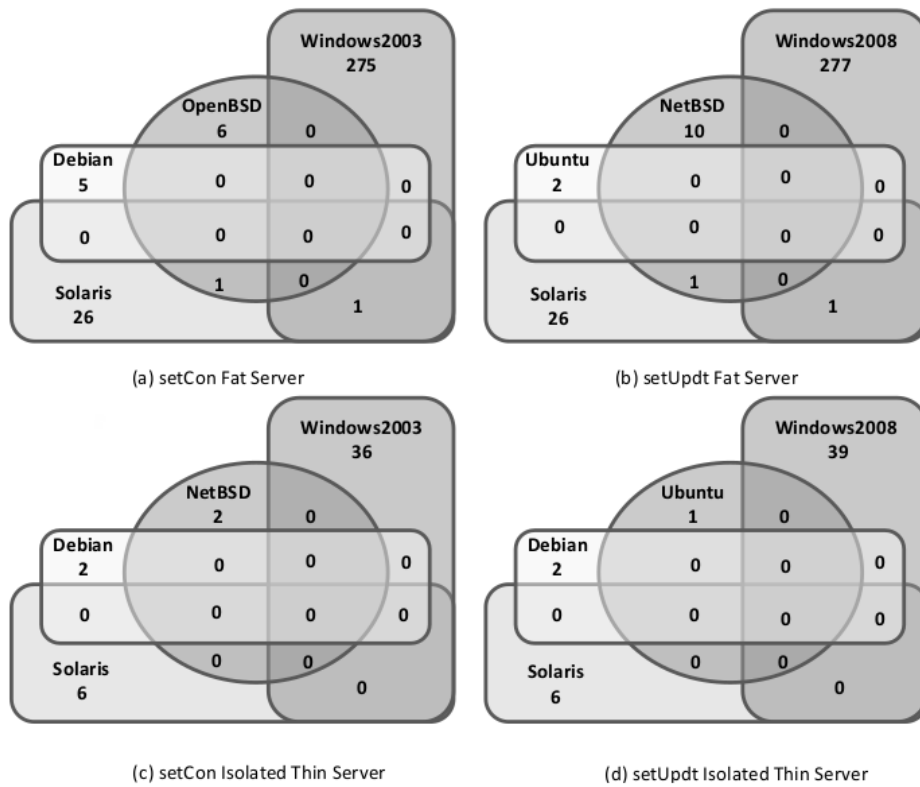 Windows2003
275
OpenBSD
6 0
Debian
5 0 0 0
0 0 0 0
Solaris
26 1 0 1
(a) setCon Fat Server
Windows2008
277
NetBSD
10 0
Ubuntu
2 0 0 0
0 0 0 0
Solaris
26 1 0 1
(b) setUpdt Fat Server
Windows2003
36
NetBSD
2 0
Debian
2 0 0 0
0 0 0 0
Solaris
6 0 0 0
(c) setCon Isolated Thin Server
Windows2008
39
Ubuntu
1 0
Debian
2 0 0 0
0 0 0 0
Solaris
6 0 0 0
(d) setUpdt Isolated Thin Server